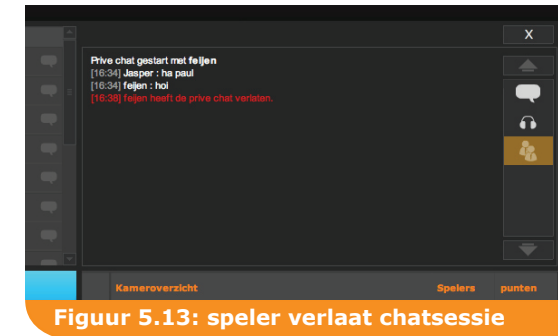 X
Prive chat gestart met feijen
[16:34] Jasper : ha paul
[16:34] feijen : hoi
[16:38] feijen heeft de prive chat verlaten.
Kameroverzicht Spelers punten
Figuur 5.13: speler verlaat chatsessie